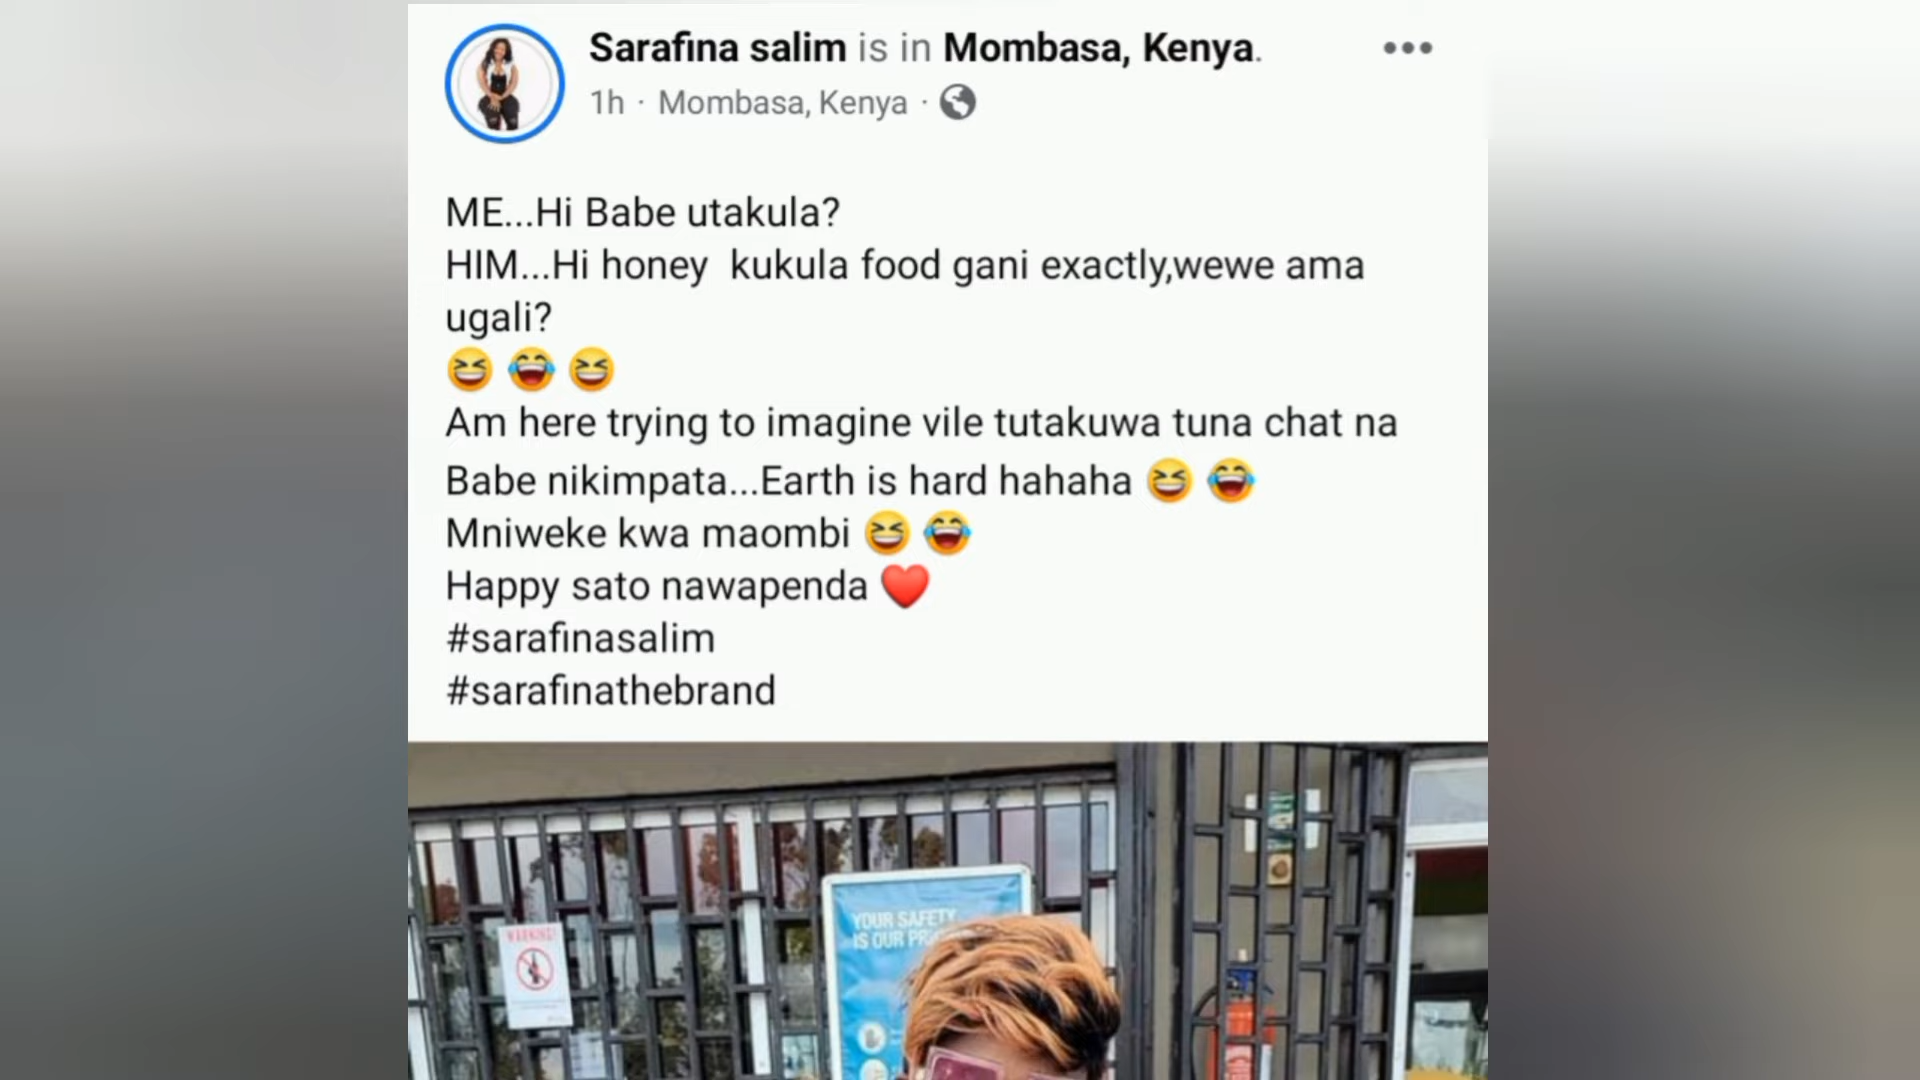 Sarafina salim is in Mombasa, Kenya.
1h · Mombasa, Kenya ·
ME...Hi Babe utakula?
HIM...Hi honey  kukula food gani exactly,wewe ama
ugali?
😆 😂 😆
Am here trying to imagine vile tutakuwa tuna chat na
Babe nikimpata...Earth is hard hahaha 😆 😂
Mniweke kwa maombi 😆 😂
Happy sato nawapenda ❤️
#sarafinasalim
#sarafinathebrand
YOUR SAFETY
IS OUR
WARNING!